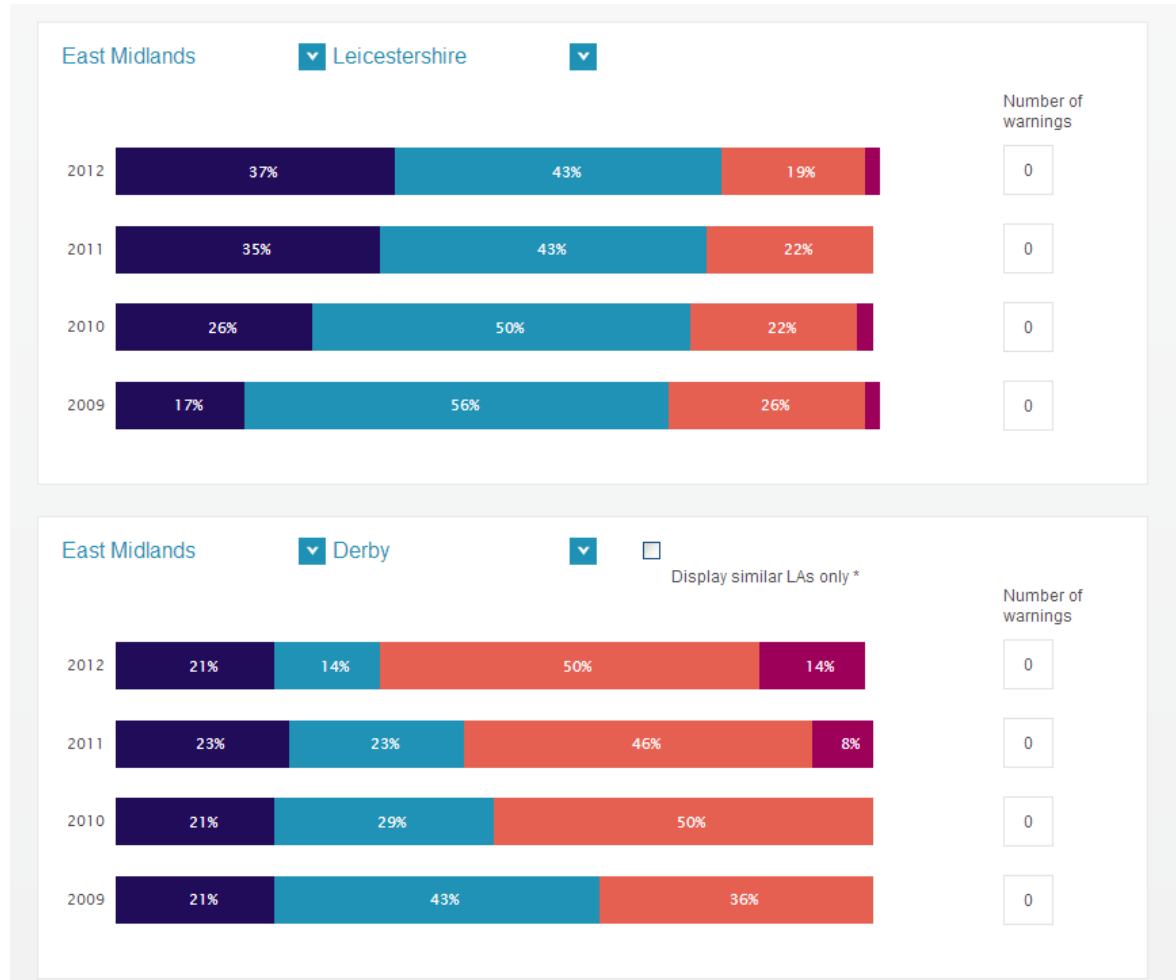 East Midlands Leicestershire
Number of
warnings
2012 37% 43% 19% 0
2011 35% 43% 22% 0
2010 26% 50% 22% 0
2009 17% 56% 26% 0
East Midlands Derby
Display similar LAs only *
Number of
warnings
2012 21% 14% 50% 14% 0
2011 23% 23% 46% 8% 0
2010 21% 29% 50% 0
2009 21% 43% 36% 0